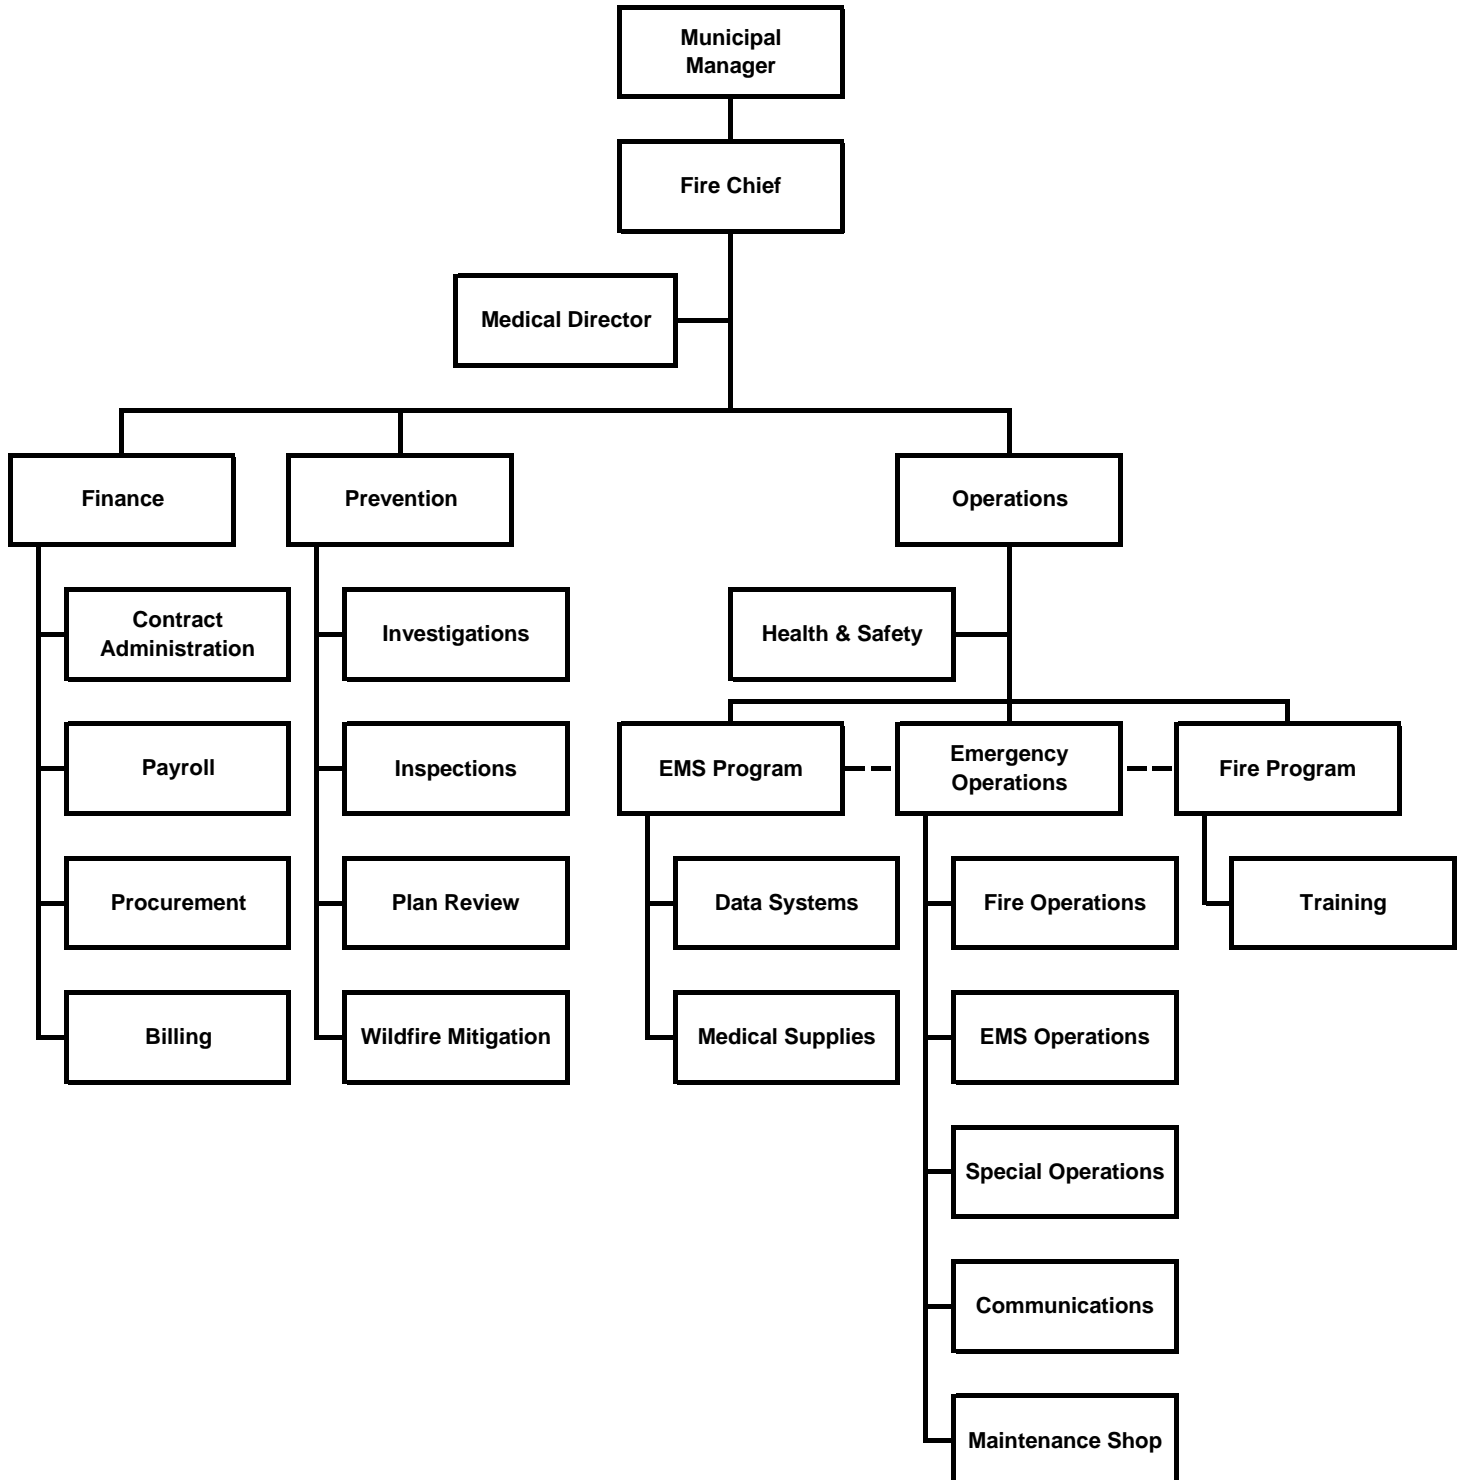 Municipal
Manager
Fire Chief
Medical Director
Finance
Prevention
Operations
Contract
Administration
Investigations
Health & Safety
Payroll
Inspections
EMS Program
Emergency
Operations
Fire Program
Procurement
Plan Review
Data Systems
Fire Operations
Training
Billing
Wildfire Mitigation
Medical Supplies
EMS Operations
Special Operations
Communications
Maintenance Shop